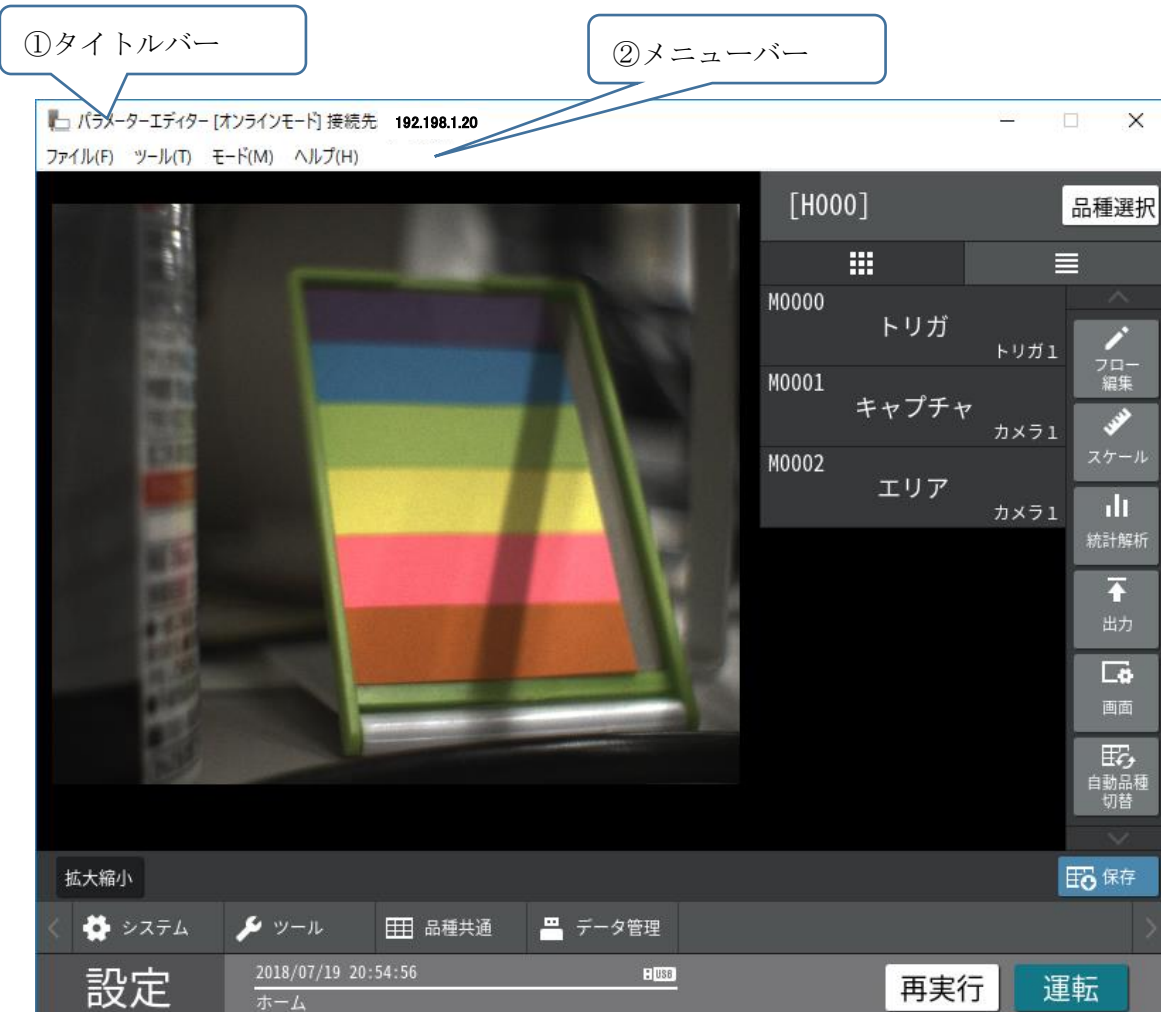 ①タイトルバー
②メニューバー
パラメーターエディター [オンラインモード] 接続先 192.198.1.20
ファイル(F) ツール(T) モード(M) ヘルプ(H)
[H000]
品種選択
M0000
トリガ
トリガ1
M0001
キャプチャ
カメラ1
M0002
エリア
カメラ1
フロー
編集
スケール
統計解析
出力
画面
自動品種
切替
拡大縮小
保存
システム ツール 品種共通 データ管理
設定
2018/07/19 20:54:56
USB
ホーム
再実行
運転